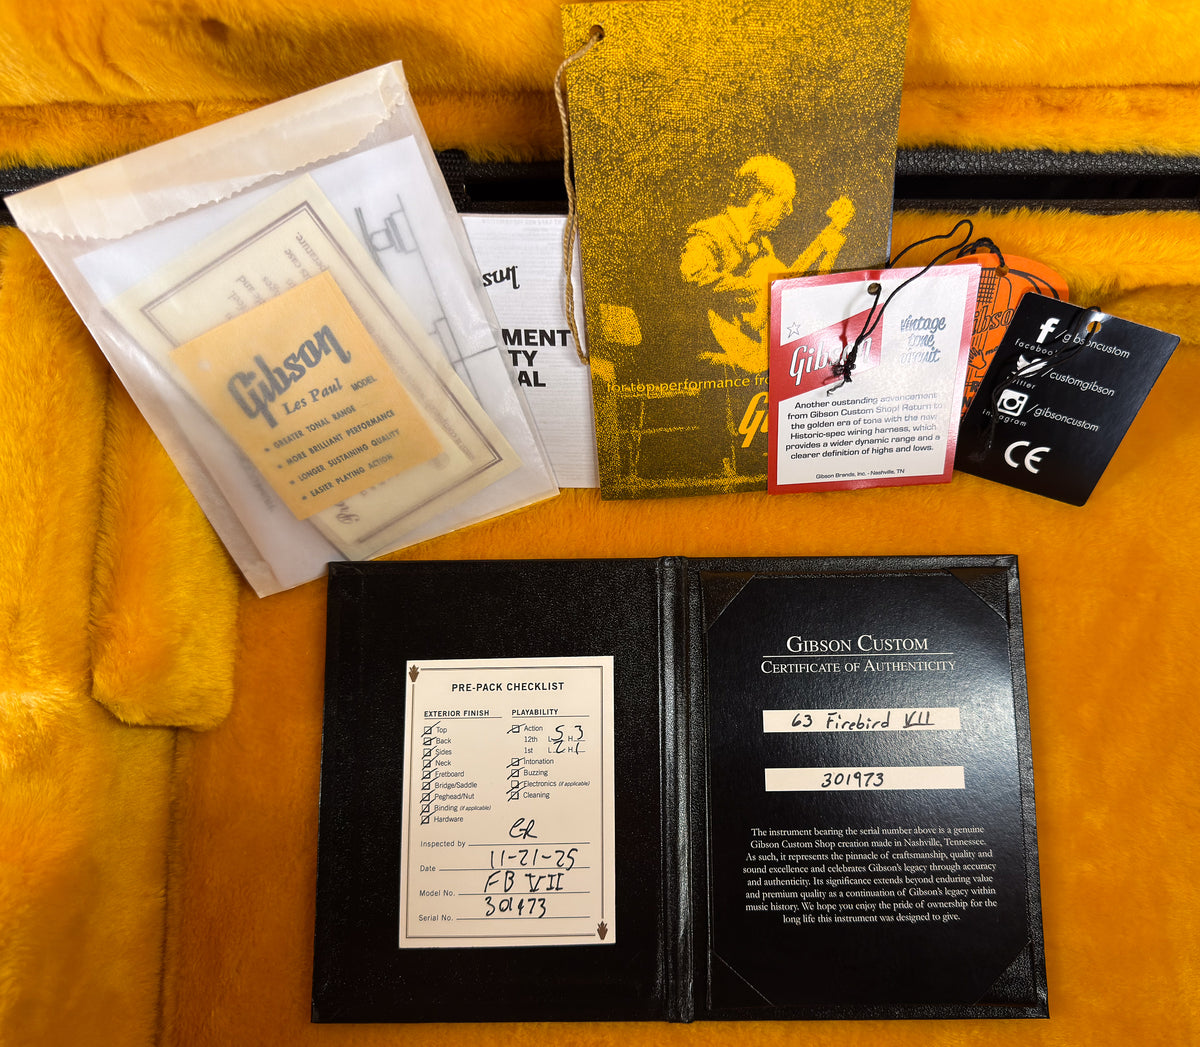 Gibson
Les Paul MODEL
• GREATER TONAL RANGE
• MORE BRILLIANT PERFORMANCE
• LONGER SUSTAINING QUALITY
• EASIER PLAYING ACTION
son
MENT
TY
AL
for top performance fro
G
Gibson
vintage
tone
circuit
Another oustanding advancement
from Gibson Custom Shop! Return to
the golden era of tone with the new
Historic-spec wiring harness, which
provides a wider dynamic range and a
clearer definition of highs and lows.
Gibson Brands, Inc. - Nashville, TN
Gibson
f /gibsoncustom
facebook
/customgibson
twitter
/gibsoncustom
instagram
CE
PRE-PACK CHECKLIST
EXTERIOR FINISH
Top
Back
Sides
Neck
Fretboard
Bridge/Saddle
Peghead/Nut
Binding (if applicable)
Hardware
PLAYABILITY
Action
12th L 5 H 3
1st L 2 H 1
Intonation
Buzzing
Electronics (if applicable)
Cleaning
Inspected by GR
Date 11-21-25
Model No. FB VII
Serial No. 301973
GIBSON CUSTOM
CERTIFICATE OF AUTHENTICITY
63 Firebird VII
301973
The instrument bearing the serial number above is a genuine
Gibson Custom Shop creation made in Nashville, Tennessee.
As such, it represents the pinnacle of craftsmanship, quality and
sound excellence and celebrates Gibson's legacy through accuracy
and authenticity. Its significance extends beyond enduring value
and premium quality as a continuation of Gibson's legacy within
music history. We hope you enjoy the pride of ownership for the
long life this instrument was designed to give.